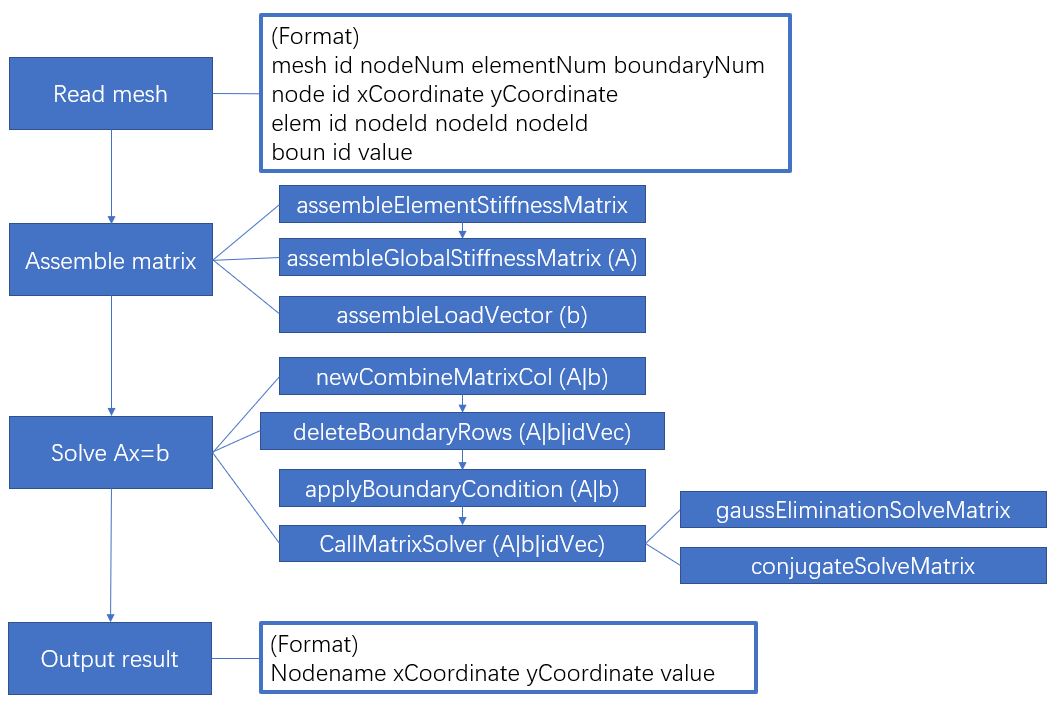 Read mesh
(Format)
mesh id nodeNum elementNum boundaryNum
node id xCoordinate yCoordinate
elem id nodeId nodeId nodeId
boun id value
Assemble matrix
assembleElementStiffnessMatrix
assembleGlobalStiffnessMatrix (A)
assembleLoadVector (b)
Solve Ax=b
newCombineMatrixCol (A|b)
deleteBoundaryRows (A|b|idVec)
applyBoundaryCondition (A|b)
CallMatrixSolver (A|b|idVec)
gaussEliminationSolveMatrix
conjugateSolveMatrix
Output result
(Format)
Nodename xCoordinate yCoordinate value